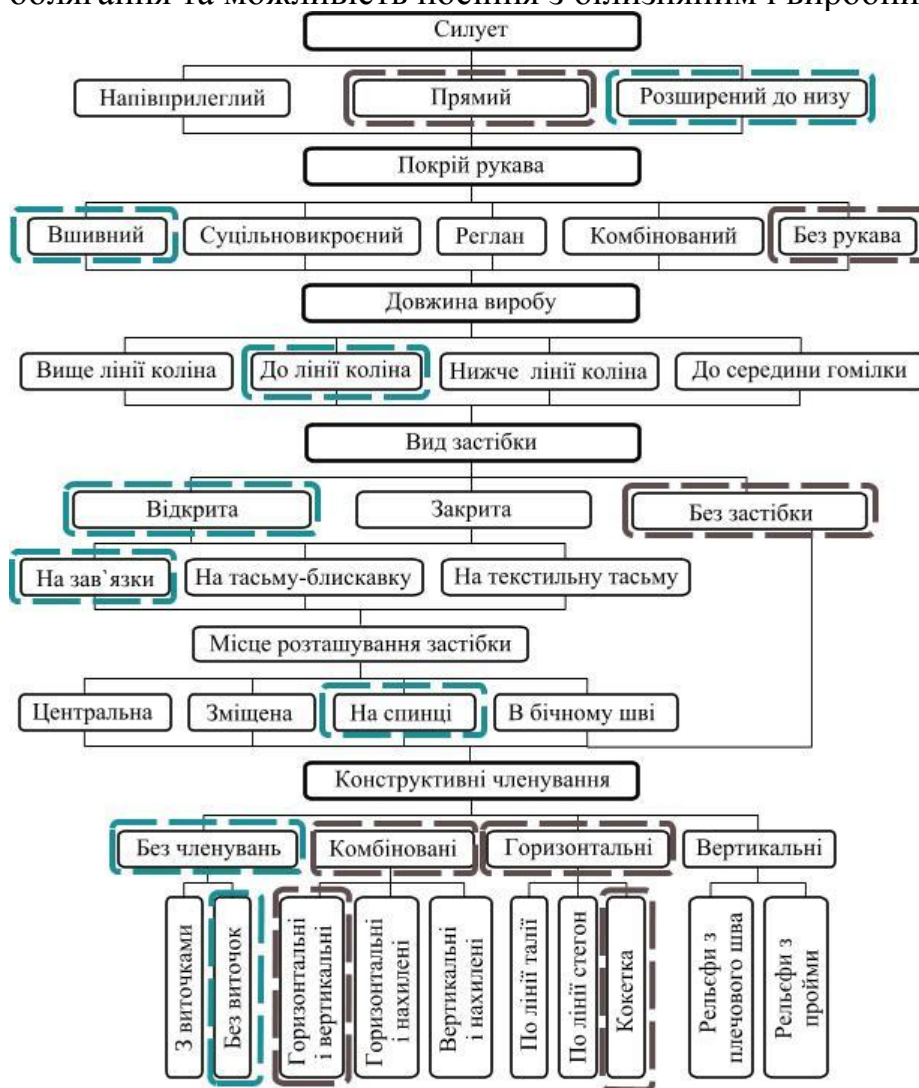 облягання та можливість носіння з білизняним і виробни
Силует
Напівприлеглий
Прямий
Розширений до низу
Покрій рукава
Вшивний
Суцільновикроєний
Реглан
Комбінований
Без рукава
Довжина виробу
Вище лінії коліна
До лінії коліна
Нижче лінії коліна
До середини гомілки
Вид застібки
Відкрита
Закрита
Без застібки
На зав`язки
На тасьму-блискавку
На текстильну тасьму
Місце розташування застібки
Центральна
Зміщена
На спинці
В бічному шві
Конструктивні членування
Без членувань
Комбіновані
Горизонтальні
Вертикальні
З виточками
Без виточок
Горизонтальні
і вертикальні
Горизонтальні
і нахилені
Вертикальні
і нахилені
По лінії талії
По лінії стегон
Кокетка
Рельєфи з
плечового шва
Рельєфи з
пройми